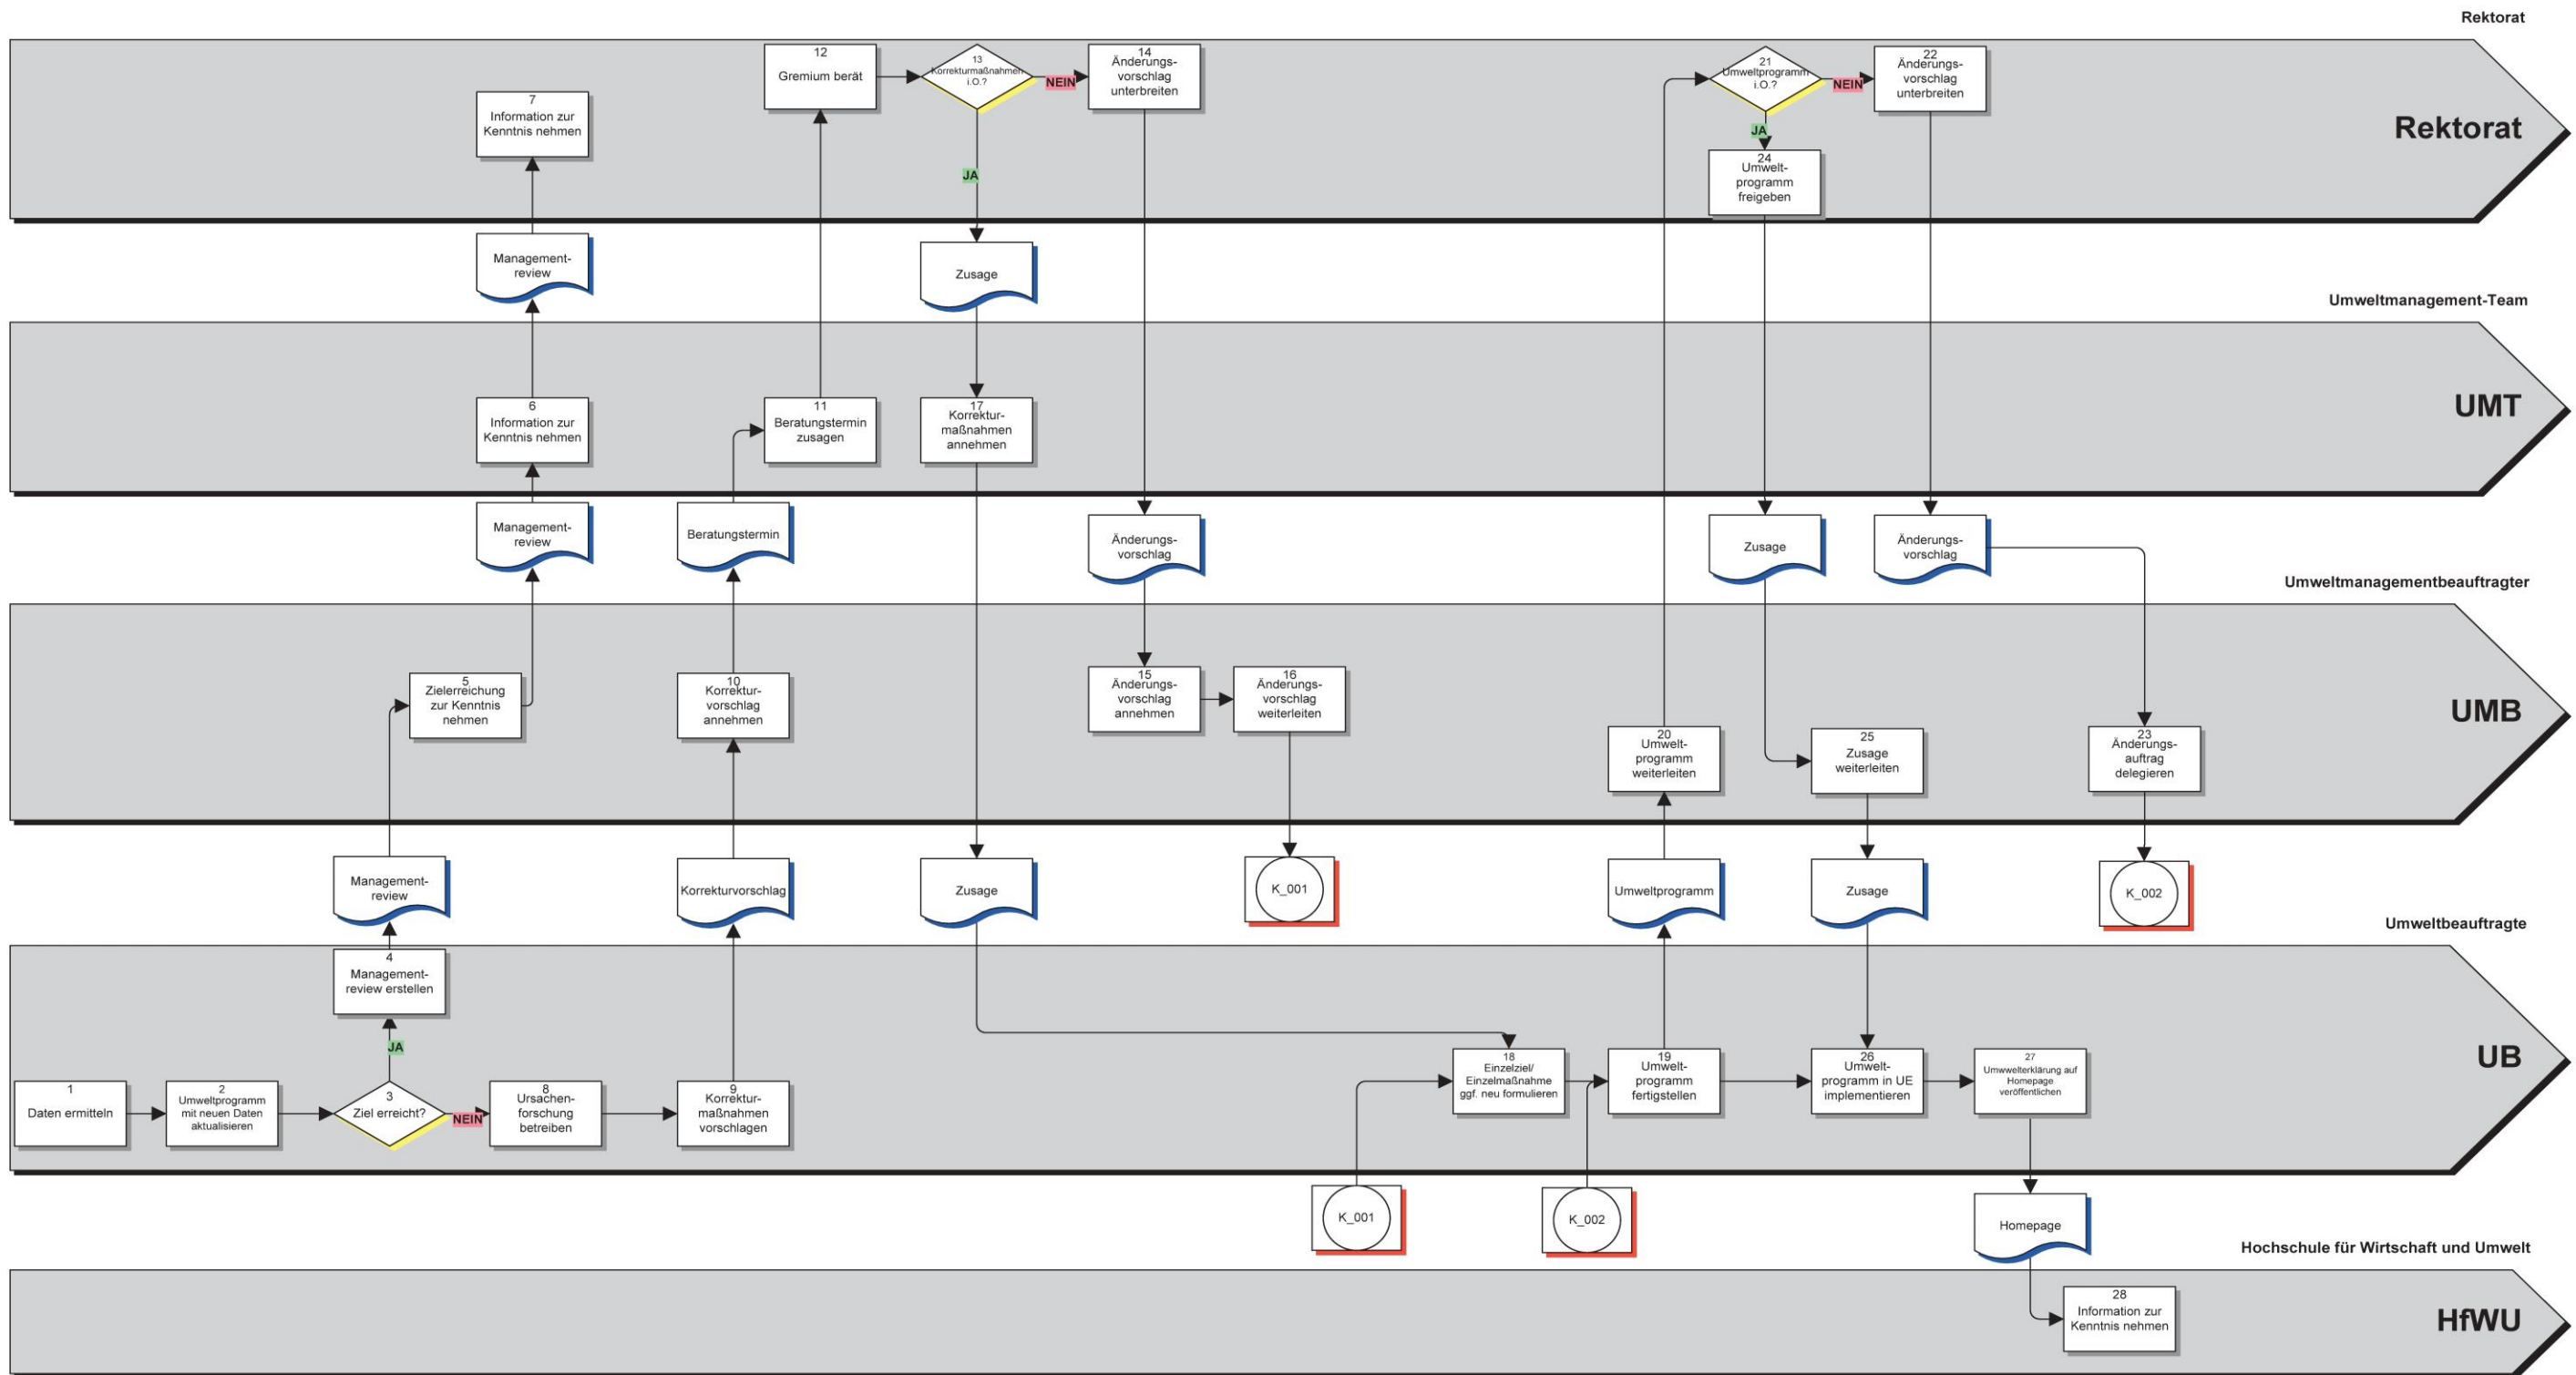 Rektorat
12
Gremium berät
13
Korrekturmaßnahmen
i.O.?
NEIN
14
Änderungs-
vorschlag
unterbreiten
21
Umweltprogramm
i.O.?
NEIN
22
Änderungs-
vorschlag
unterbreiten
7
Information zur
Kenntnis nehmen
JA
JA
24
Umwelt-
programm
freigeben
Rektorat
Management-
review
Zusage
Umweltmanagement-Team
6
Information zur
Kenntnis nehmen
11
Beratungstermin
zusagen
17
Korrektur-
maßnahmen
annehmen
UMT
Management-
review
Beratungstermin
Änderungs-
vorschlag
Zusage
Änderungs-
vorschlag
Umweltmanagementbeauftragter
5
Zielerreichung
zur Kenntnis
nehmen
10
Korrektur-
vorschlag
annehmen
15
Änderungs-
vorschlag
annehmen
16
Änderungs-
vorschlag
weiterleiten
20
Umwelt-
programm
weiterleiten
25
Zusage
weiterleiten
23
Änderungs-
auftrag
delegieren
UMB
Management-
review
Korrekturvorschlag
Zusage
K_001
Umweltprogramm
Zusage
K_002
Umweltbeauftragte
4
Management-
review erstellen
JA
1
Daten ermitteln
2
Umweltprogramm
mit neuen Daten
aktualisieren
3
Ziel erreicht?
NEIN
8
Ursachen-
forschung
betreiben
9
Korrektur-
maßnahmen
vorschlagen
18
Einzelziel/
Einzelmaßnahme
ggf. neu formulieren
19
Umwelt-
programm
fertigstellen
26
Umwelt-
programm in UE
implementieren
27
Umwwelterklärung auf
Homepage
veröffentlichen
UB
K_001
K_002
Homepage
Hochschule für Wirtschaft und Umwelt
28
Information zur
Kenntnis nehmen
HfWU